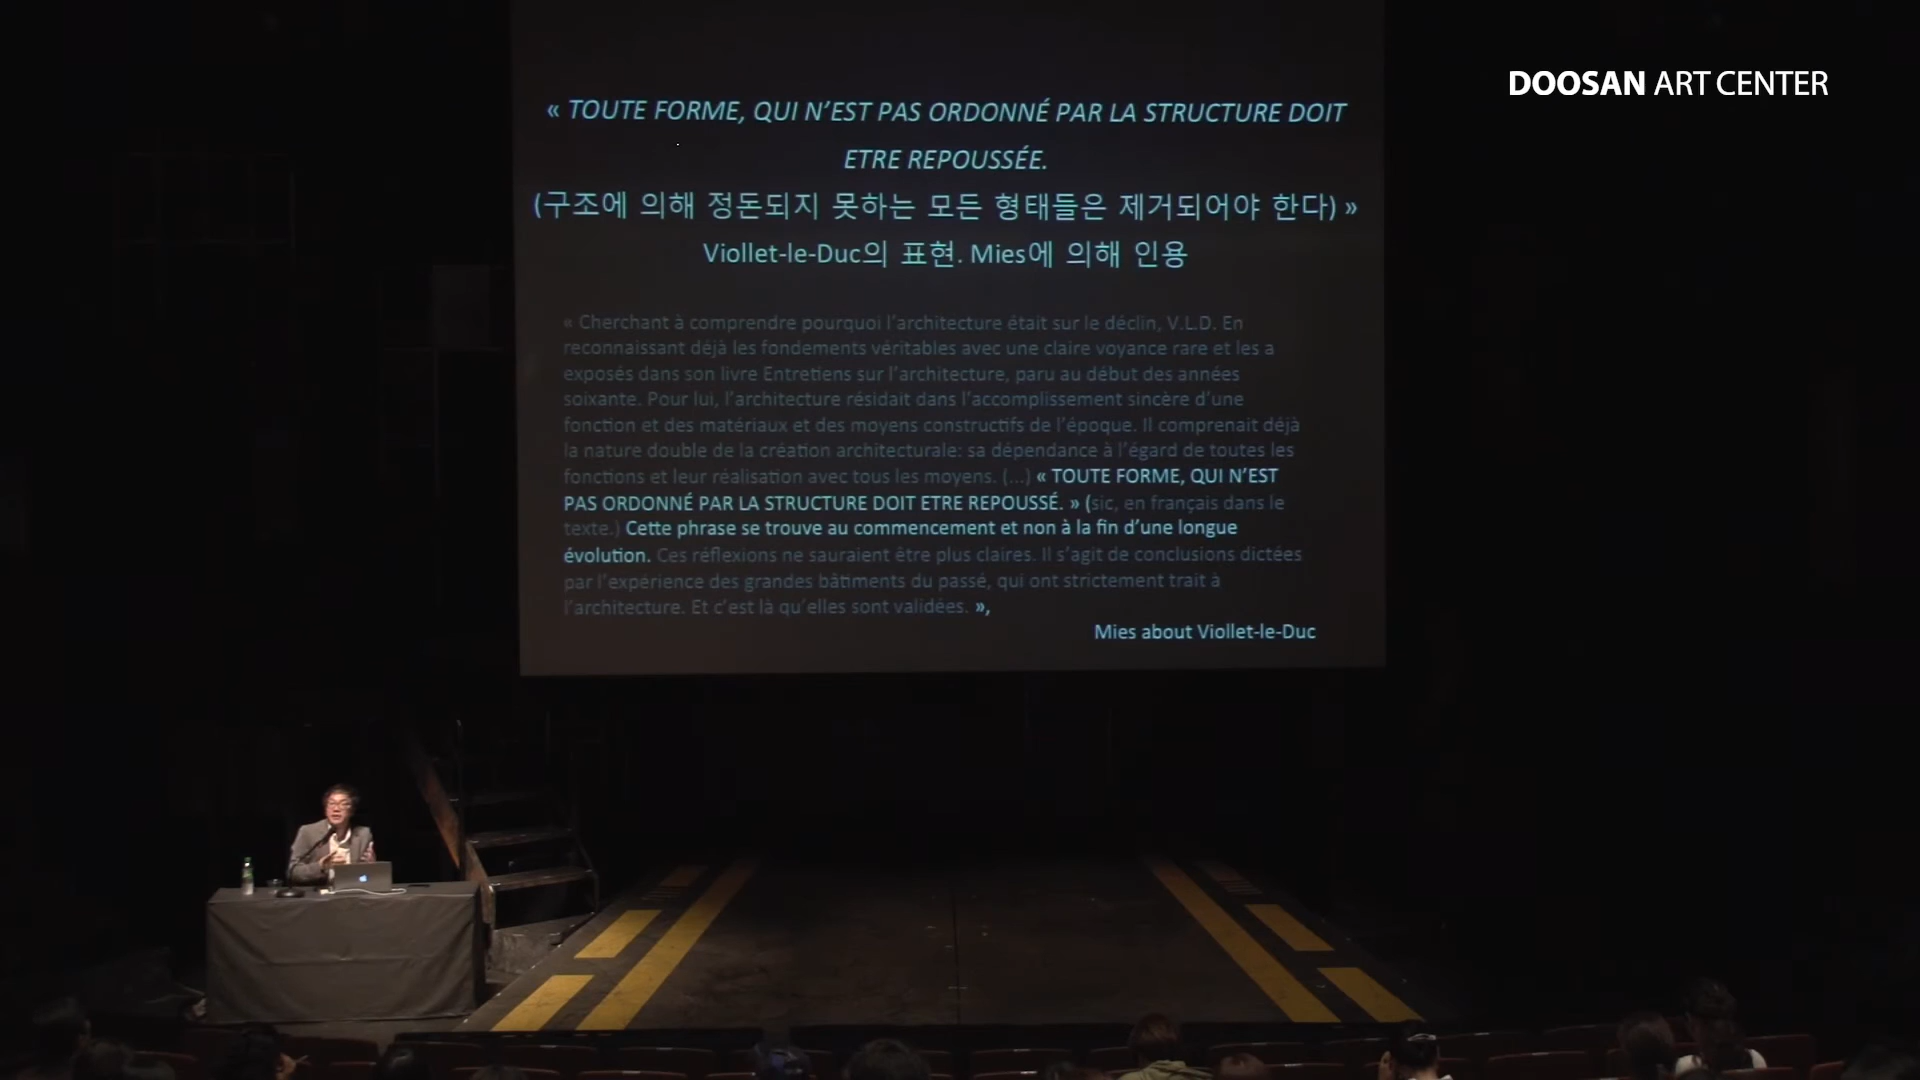 DOOSAN ART CENTER
« TOUTE FORME, QUI N’EST PAS ORDONNÉ PAR LA STRUCTURE DOIT
ETRE REPOUSSÉE.
(구조에 의해 정돈되지 못하는 모든 형태들은 제거되어야 한다) »
Viollet-le-Duc의 표현. Mies에 의해 인용
« Cherchant à comprendre pourquoi l’architecture était sur le déclin, V.L.D. En
reconnaissant déjà les fondements véritables avec une claire voyance rare et les a
exposés dans son livre Entretiens sur l’architecture, paru au début des années
soixante. Pour lui, l’architecture résidait dans l’accomplissement sincère d’une
fonction et des matériaux et des moyens constructifs de l’époque. Il comprenait déjà
la nature double de la création architecturale: sa dépendance à l’égard de toutes les
fonctions et leur réalisation avec tous les moyens. (...) « TOUTE FORME, QUI N’EST
PAS ORDONNÉ PAR LA STRUCTURE DOIT ETRE REPOUSSÉ. » (sic, en français dans le
texte.) Cette phrase se trouve au commencement et non à la fin d’une longue
évolution. Ces réflexions ne sauraient être plus claires. Il s’agit de conclusions dictées
par l’expérience des grandes bâtiments du passé, qui ont strictement trait à
l’architecture. Et c’est là qu’elles sont validées. »,
Mies about Viollet-le-Duc